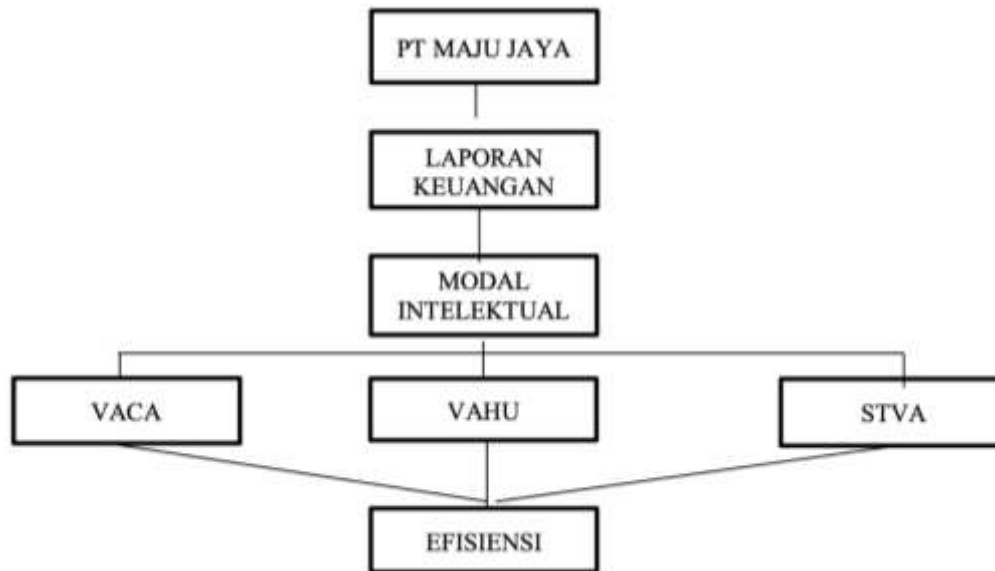 PT MAJU JAYA
LAPORAN
KEUANGAN
MODAL
INTELEKTUAL
VACA
VAHU
STVA
EFISIENSI